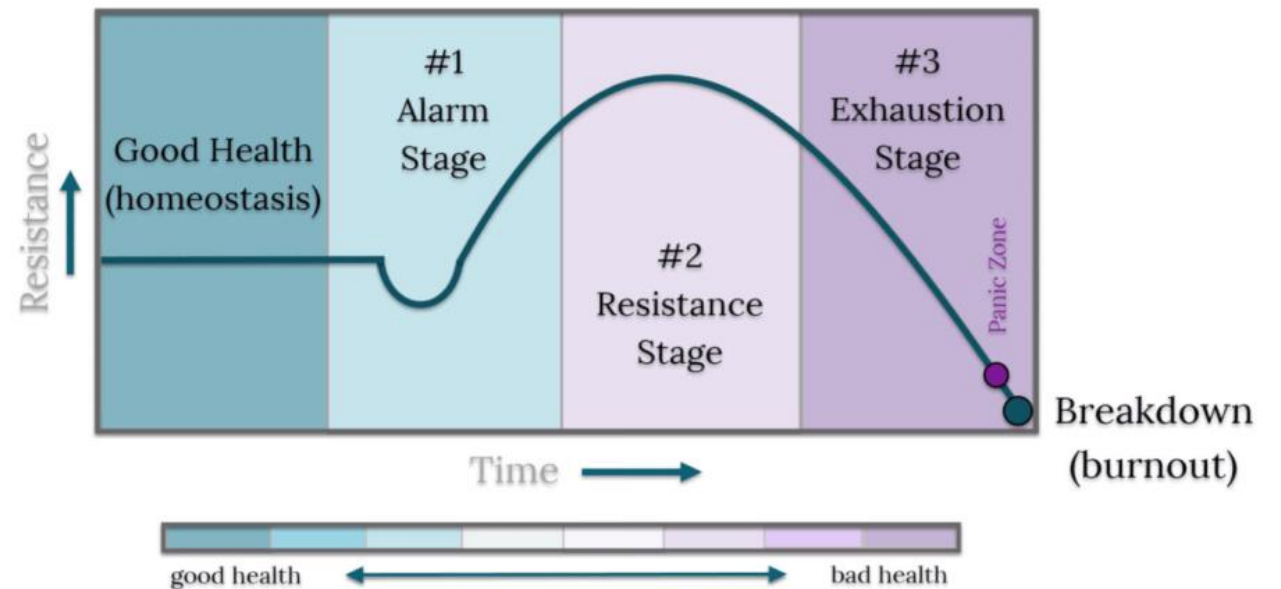 #1
Alarm
Stage
#3
Exhaustion
Stage
Good Health
(homeostasis)
Resistance
#2
Resistance
Stage
Panic Zone
Breakdown
(burnout)
Time
good health
bad health